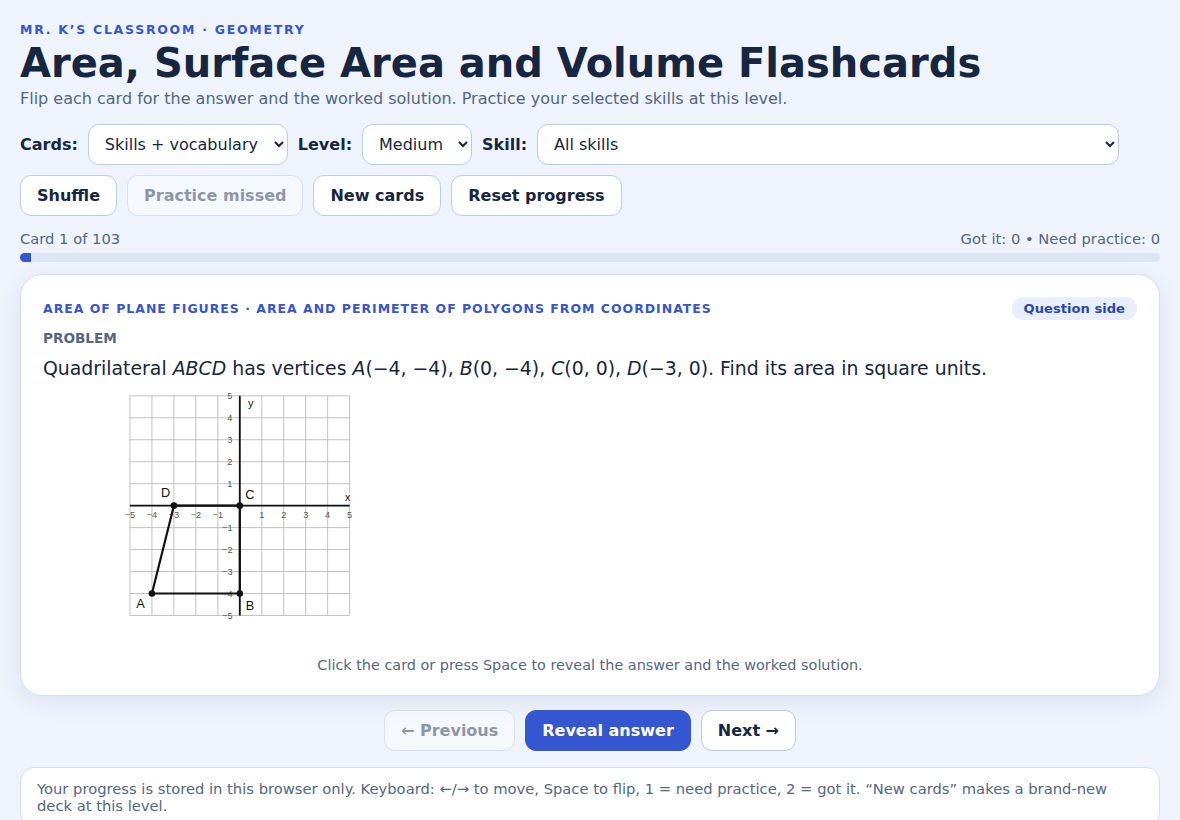 MR. K’S CLASSROOM · GEOMETRY
Area, Surface Area and Volume Flashcards
Flip each card for the answer and the worked solution. Practice your selected skills at this level.
Cards: Skills + vocabulary Level: Medium Skill: All skills
Shuffle Practice missed New cards Reset progress
Card 1 of 103 Got it: 0 • Need practice: 0
AREA OF PLANE FIGURES · AREA AND PERIMETER OF POLYGONS FROM COORDINATES Question side
PROBLEM
Quadrilateral ABCD has vertices A(−4, −4), B(0, −4), C(0, 0), D(−3, 0). Find its area in square units.
5
y
4
3
2
1
D C x
−5 −4 −3 −2 −1 1 2 3 4 5
−1
−2
−3
−4
A B
−5
Click the card or press Space to reveal the answer and the worked solution.
← Previous Reveal answer Next →
Your progress is stored in this browser only. Keyboard: ←/→ to move, Space to flip, 1 = need practice, 2 = got it. “New cards” makes a brand-new
deck at this level.